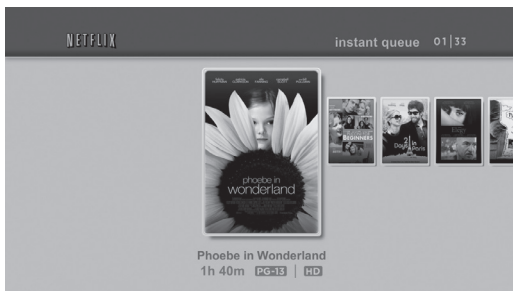 NETFLIX
instant queue 01|33
phoebe in
wonderland
BEGINNERS
2
Days in
Paris
Elegy
Phoebe in Wonderland
1h 40m PG-13 | HD